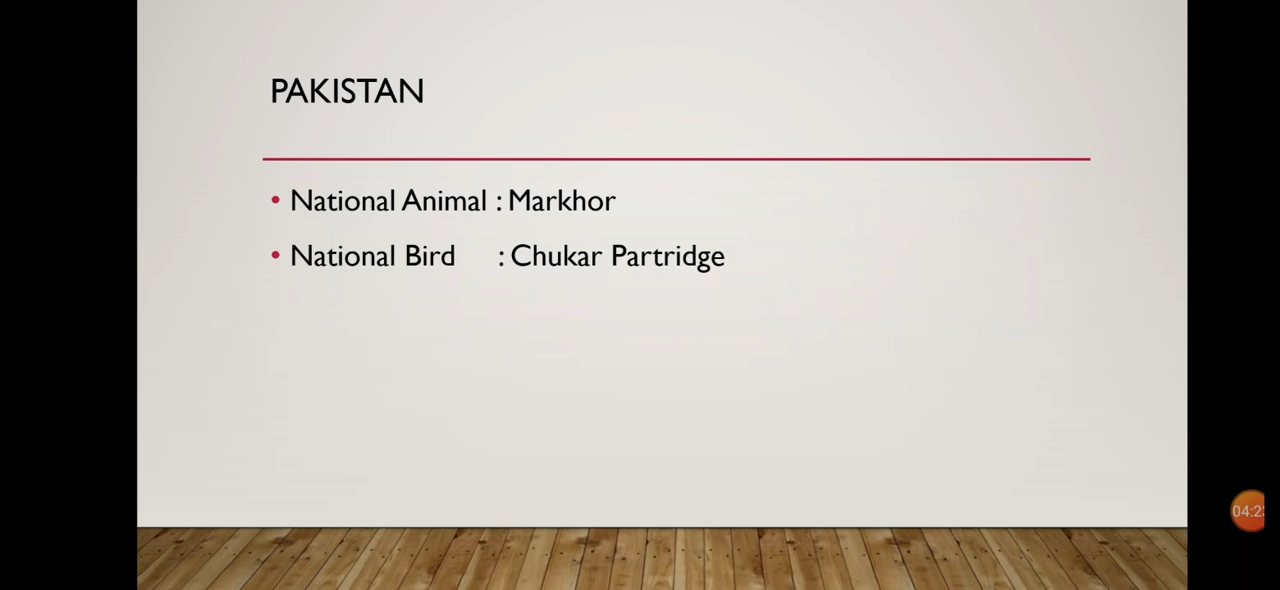 PAKISTAN
• National Animal : Markhor
• National Bird : Chukar Partridge